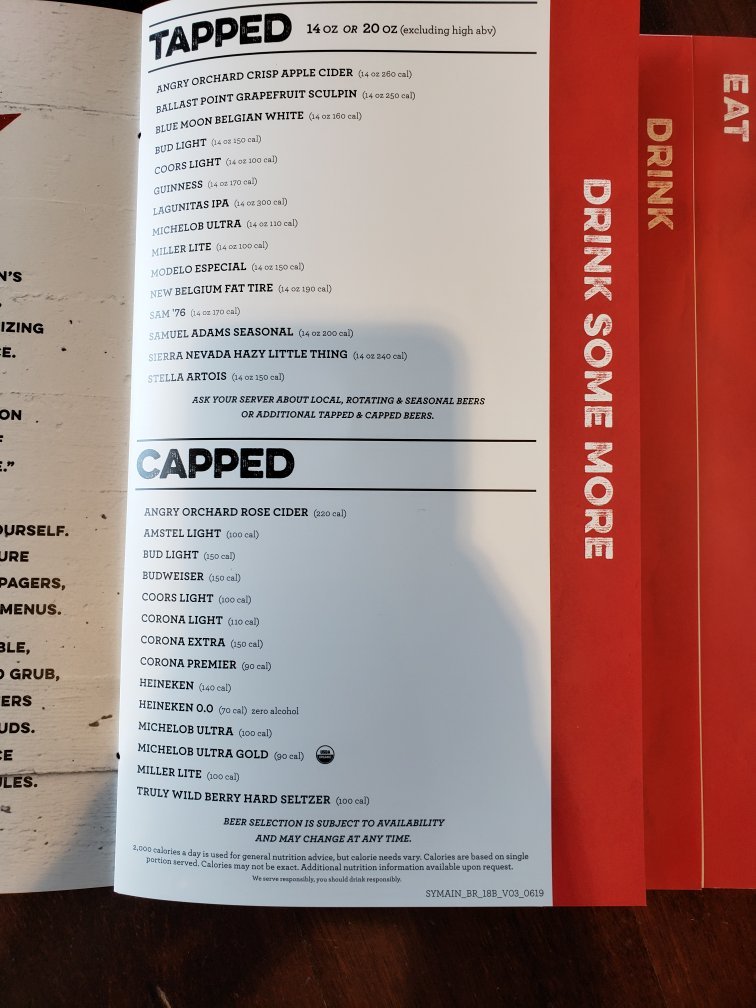 TAPPED 14 OZ OR 20 OZ (excluding high abv)
ANGRY ORCHARD CRISP APPLE CIDER (14 oz 260 cal)
BALLAST POINT GRAPEFRUIT SCULPIN (14 oz 250 cal)
BLUE MOON BELGIAN WHITE (14 oz 160 cal)
BUD LIGHT (14 oz 150 cal)
COORS LIGHT (14 oz 100 cal)
GUINNESS (14 oz 170 cal)
LAGUNITAS IPA (14 oz 300 cal)
MICHELOB ULTRA (14 oz 110 cal)
MILLER LITE (14 oz 100 cal)
MODELO ESPECIAL (14 oz 150 cal)
NEW BELGIUM FAT TIRE (14 oz 190 cal)
SAM '76 (14 oz 170 cal)
SAMUEL ADAMS SEASONAL (14 oz 200 cal)
SIERRA NEVADA HAZY LITTLE THING (14 oz 240 cal)
STELLA ARTOIS (14 oz 150 cal)
ASK YOUR SERVER ABOUT LOCAL, ROTATING & SEASONAL BEERS
OR ADDITIONAL TAPPED & CAPPED BEERS.
CAPPED
ANGRY ORCHARD ROSE CIDER (220 cal)
AMSTEL LIGHT (100 cal)
BUD LIGHT (150 cal)
BUDWEISER (150 cal)
COORS LIGHT (100 cal)
CORONA LIGHT (110 cal)
CORONA EXTRA (150 cal)
CORONA PREMIER (90 cal)
HEINEKEN (140 cal)
HEINEKEN 0.0 (70 cal) zero alcohol
MICHELOB ULTRA (100 cal)
MICHELOB ULTRA GOLD (90 cal) USDA ORGANIC
MILLER LITE (100 cal)
TRULY WILD BERRY HARD SELTZER (100 cal)
BEER SELECTION IS SUBJECT TO AVAILABILITY
AND MAY CHANGE AT ANY TIME.
2,000 calories a day is used for general nutrition advice, but calorie needs vary. Calories are based on single
portion served. Calories may not be exact. Additional nutrition information available upon request.
We serve responsibly, you should drink responsibly.
SYMAIN_BR_18B_V03_0619
DRINK SOME MORE
DRINK
EAT
N'S
IZING
E.
ON
F
E."
OURSELF.
URE
PAGERS,
MENUS.
BLE,
D GRUB,
ERS
UDS.
CE
ULES.